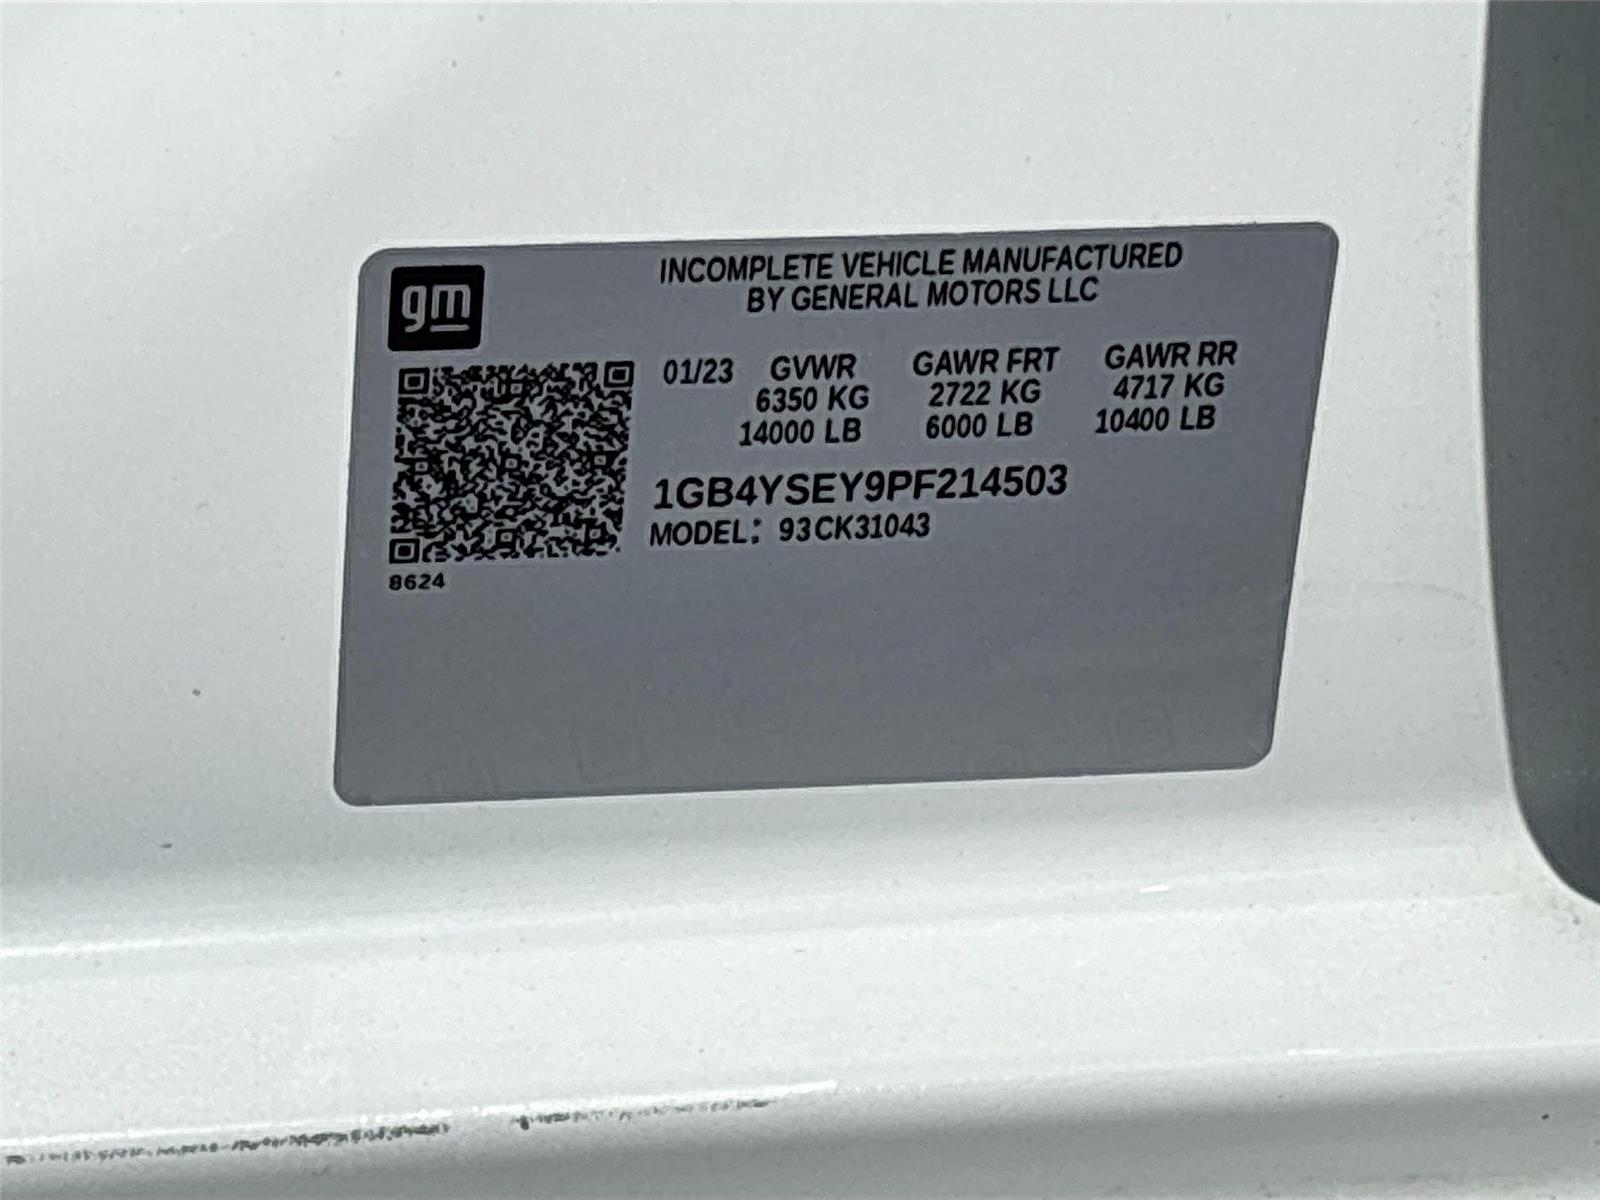 gm
INCOMPLETE VEHICLE MANUFACTURED
BY GENERAL MOTORS LLC
01/23 GVWR GAWR FRT GAWR RR
6350 KG 2722 KG 4717 KG
14000 LB 6000 LB 10400 LB
1GB4YSEY9PF214503
MODEL: 93CK31043
8624